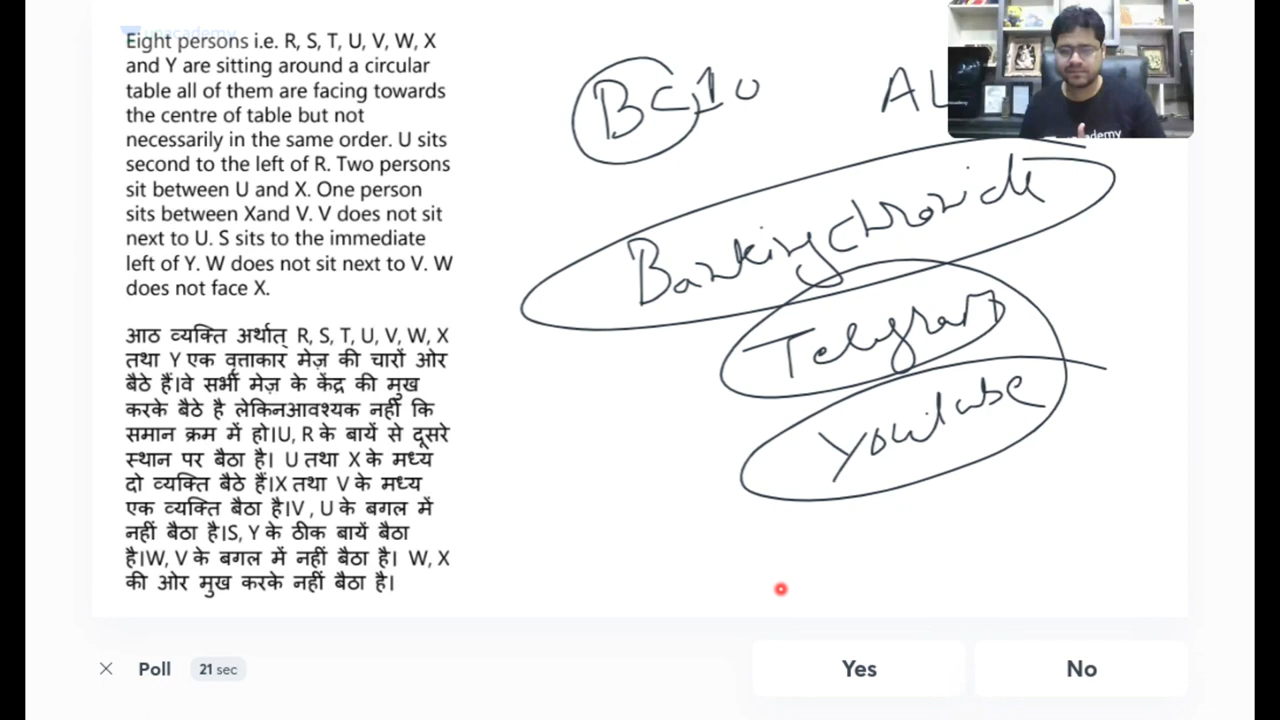 unacademy
Eight persons i.e. R, S, T, U, V, W, X
and Y are sitting around a circular
table all of them are facing towards
the centre of table but not
necessarily in the same order. U sits
second to the left of R. Two persons
sit between U and X. One person
sits between Xand V. V does not sit
next to U. S sits to the immediate
left of Y. W does not sit next to V. W
does not face X.
आठ व्यक्ति अर्थात् R, S, T, U, V, W, X
तथा Y एक वृत्ताकार मेज़ की चारों ओर
बैठे हैं।वे सभी मेज़ के केंद्र की मुख
करके बैठे है लेकिनआवश्यक नहीं कि
समान क्रम में हो।U, R के बायें से दूसरे
स्थान पर बैठा है। U तथा X के मध्य
दो व्यक्ति बैठे हैं।X तथा V के मध्य
एक व्यक्ति बैठा है।V , U के बगल में
नहीं बैठा है।S, Y के ठीक बायें बैठा
है।W, V के बगल में नहीं बैठा है। W, X
की ओर मुख करके नहीं बैठा है।
BC10 AL
Bankingchronicle
Telegram
Youtube
Poll 21 sec Yes No